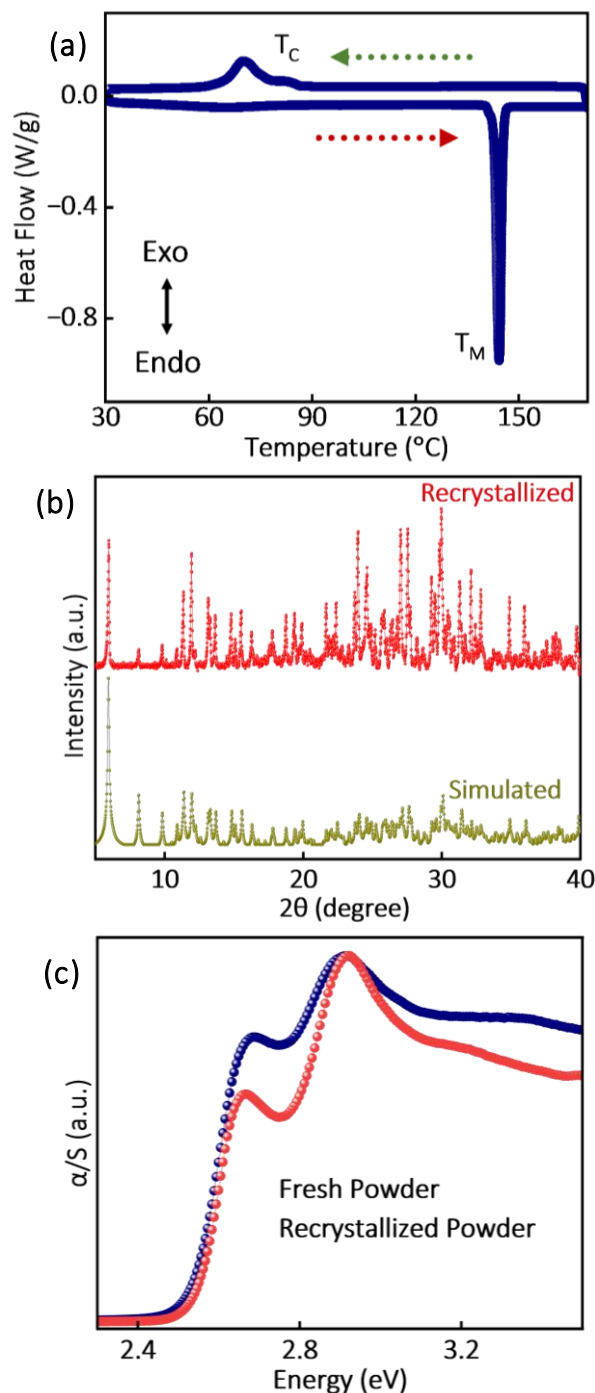 (a)
T_C
0.0
−0.4
−0.8
Heat Flow (W/g)
Exo
Endo
T_M
30 60 90 120 150
Temperature (°C)
(b)
Recrystallized
Intensity (a.u.)
Simulated
10 20 30 40
2θ (degree)
(c)
α/S (a.u.)
Fresh Powder
Recrystallized Powder
2.4 2.8 3.2
Energy (eV)